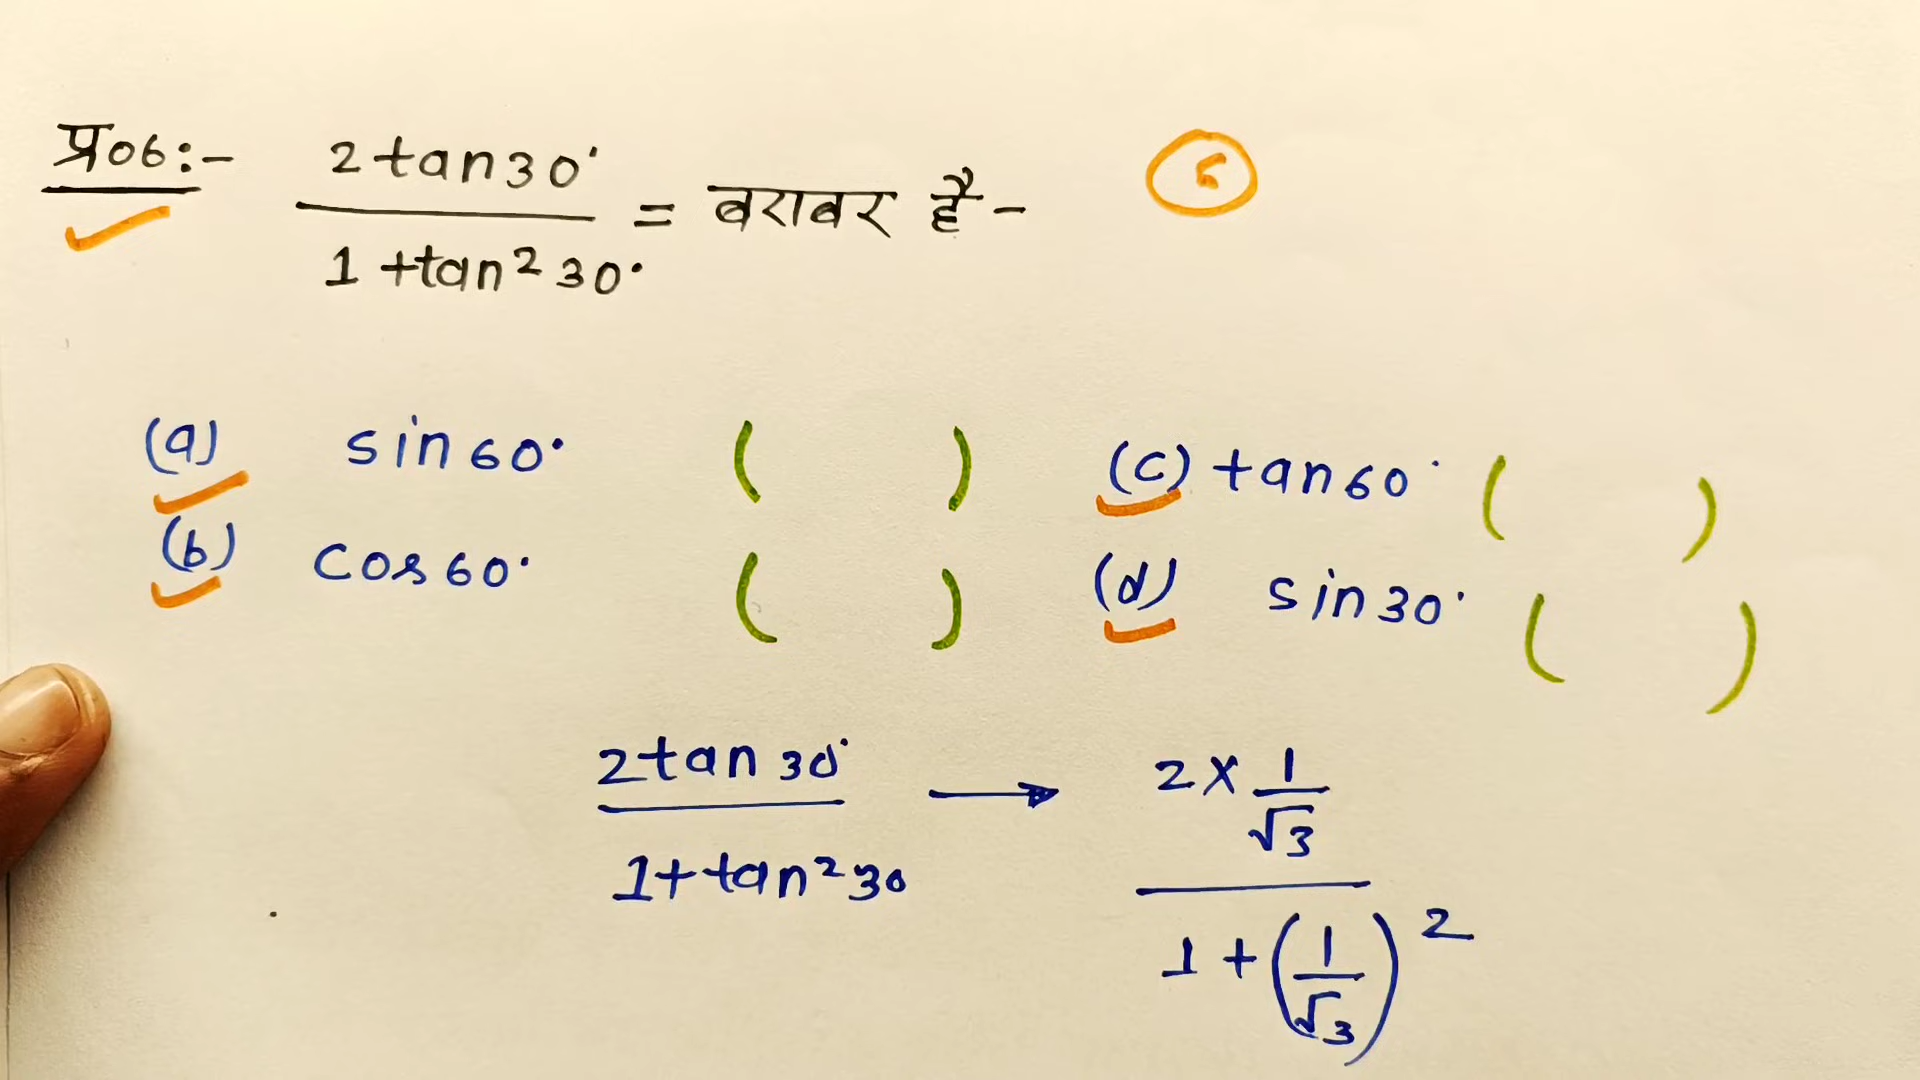 प्र०6:- 2tan30° / 1+tan²30° = बराबर है-
6
(a) sin60° ( ) (c) tan60° ( )
(b) cos60° ( ) (d) sin30° ( )
2tan30° / 1+tan²30 → 2×1/√3 / 1+(1/√3)²